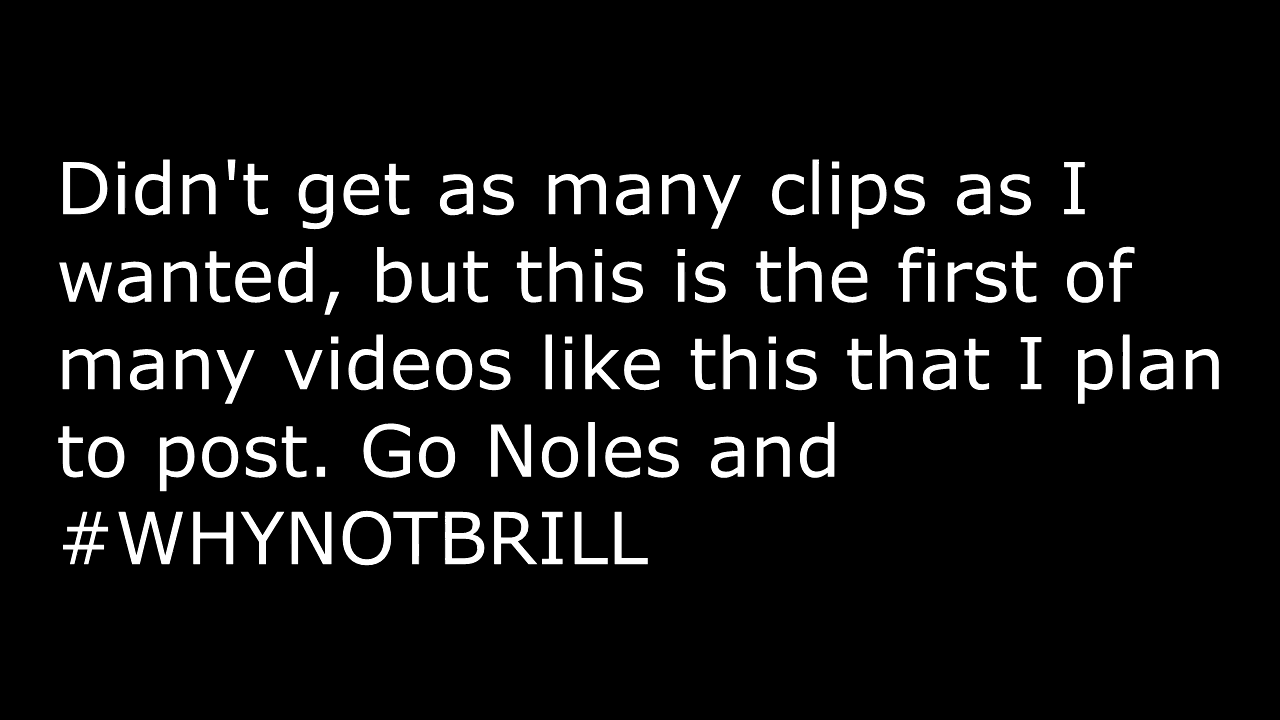 Didn't get as many clips as I
wanted, but this is the first of
many videos like this that I plan
to post. Go Noles and
#WHYNOTBRILL